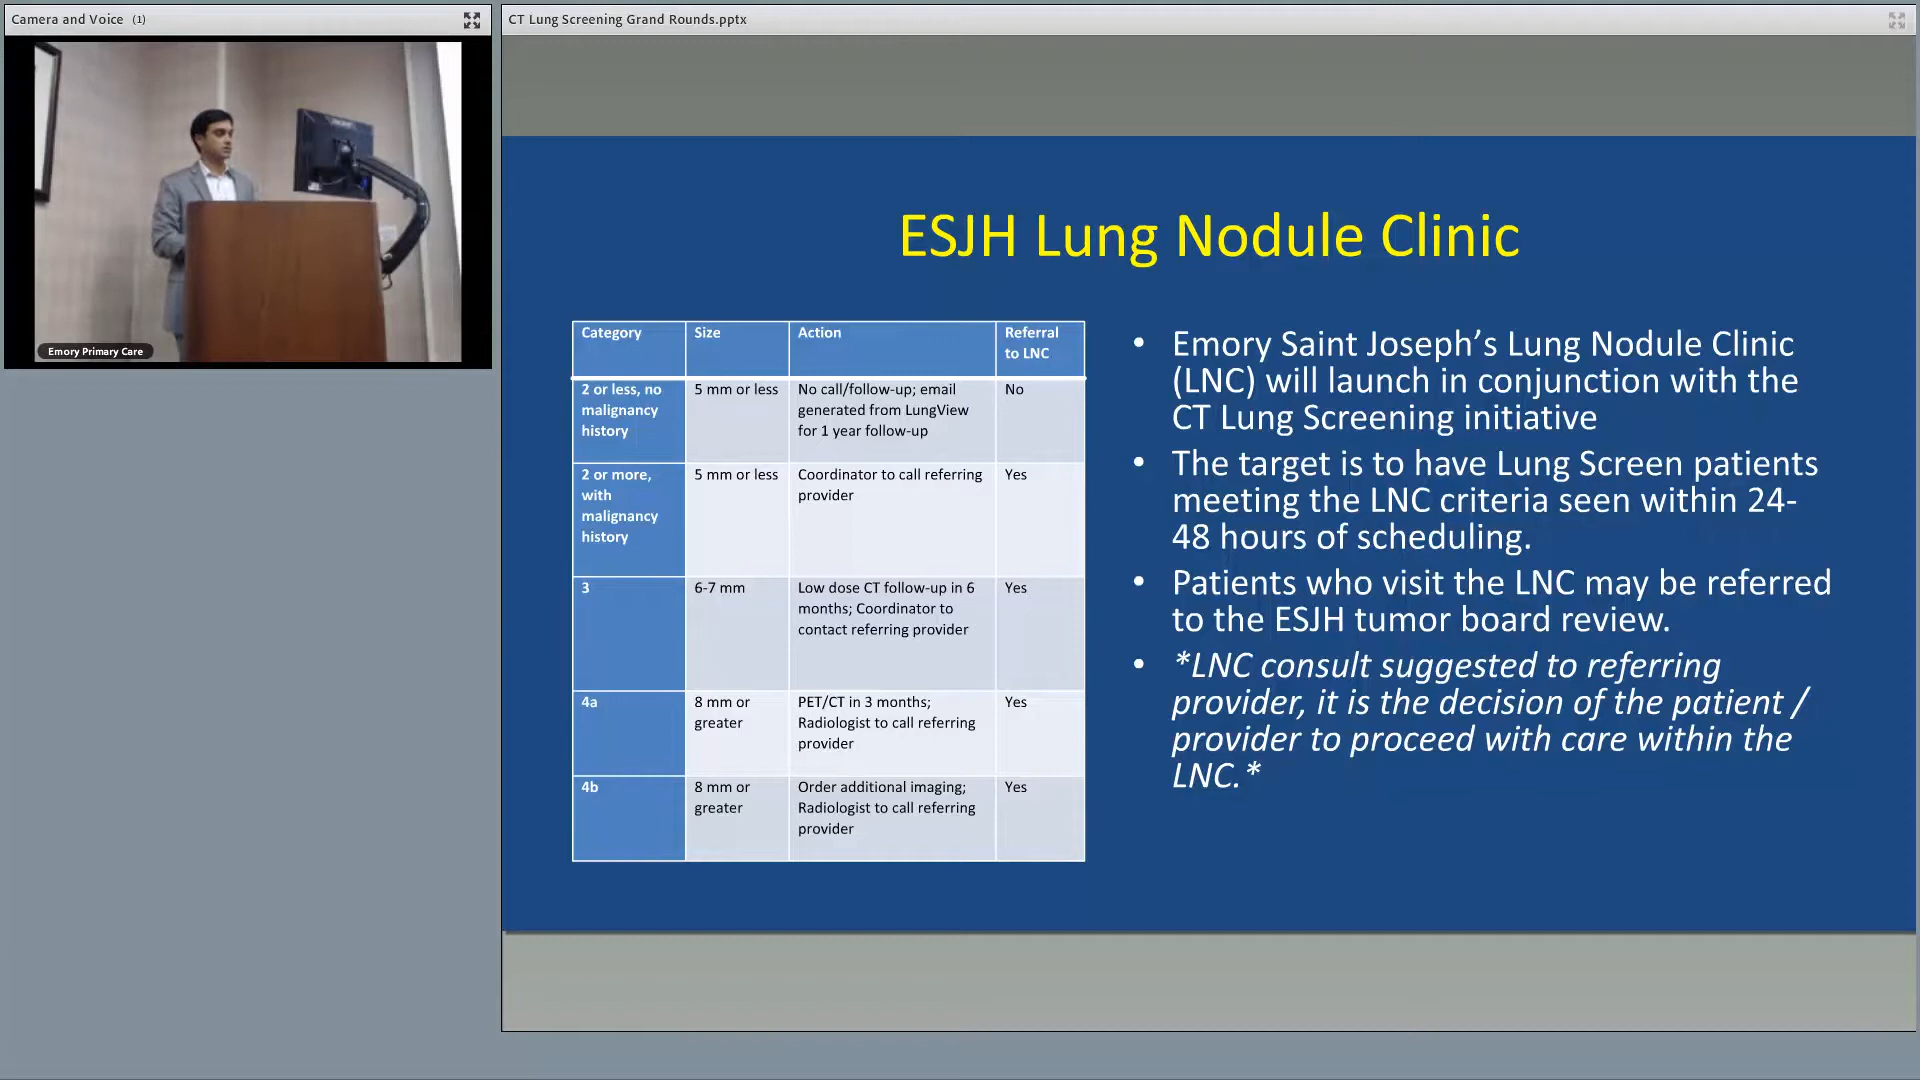 Camera and Voice (1)
Emory Primary Care
CT Lung Screening Grand Rounds.pptx
ESJH Lung Nodule Clinic
Category
Size
Action
Referral
to LNC
2 or less, no
malignancy
history
5 mm or less
No call/follow-up; email
generated from LungView
for 1 year follow-up
No
2 or more,
with
malignancy
history
5 mm or less
Coordinator to call referring
provider
Yes
3
6-7 mm
Low dose CT follow-up in 6
months; Coordinator to
contact referring provider
Yes
4a
8 mm or
greater
PET/CT in 3 months;
Radiologist to call referring
provider
Yes
4b
8 mm or
greater
Order additional imaging;
Radiologist to call referring
provider
Yes
• Emory Saint Joseph’s Lung Nodule Clinic
(LNC) will launch in conjunction with the
CT Lung Screening initiative
• The target is to have Lung Screen patients
meeting the LNC criteria seen within 24-
48 hours of scheduling.
• Patients who visit the LNC may be referred
to the ESJH tumor board review.
• *LNC consult suggested to referring
provider, it is the decision of the patient /
provider to proceed with care within the
LNC.*